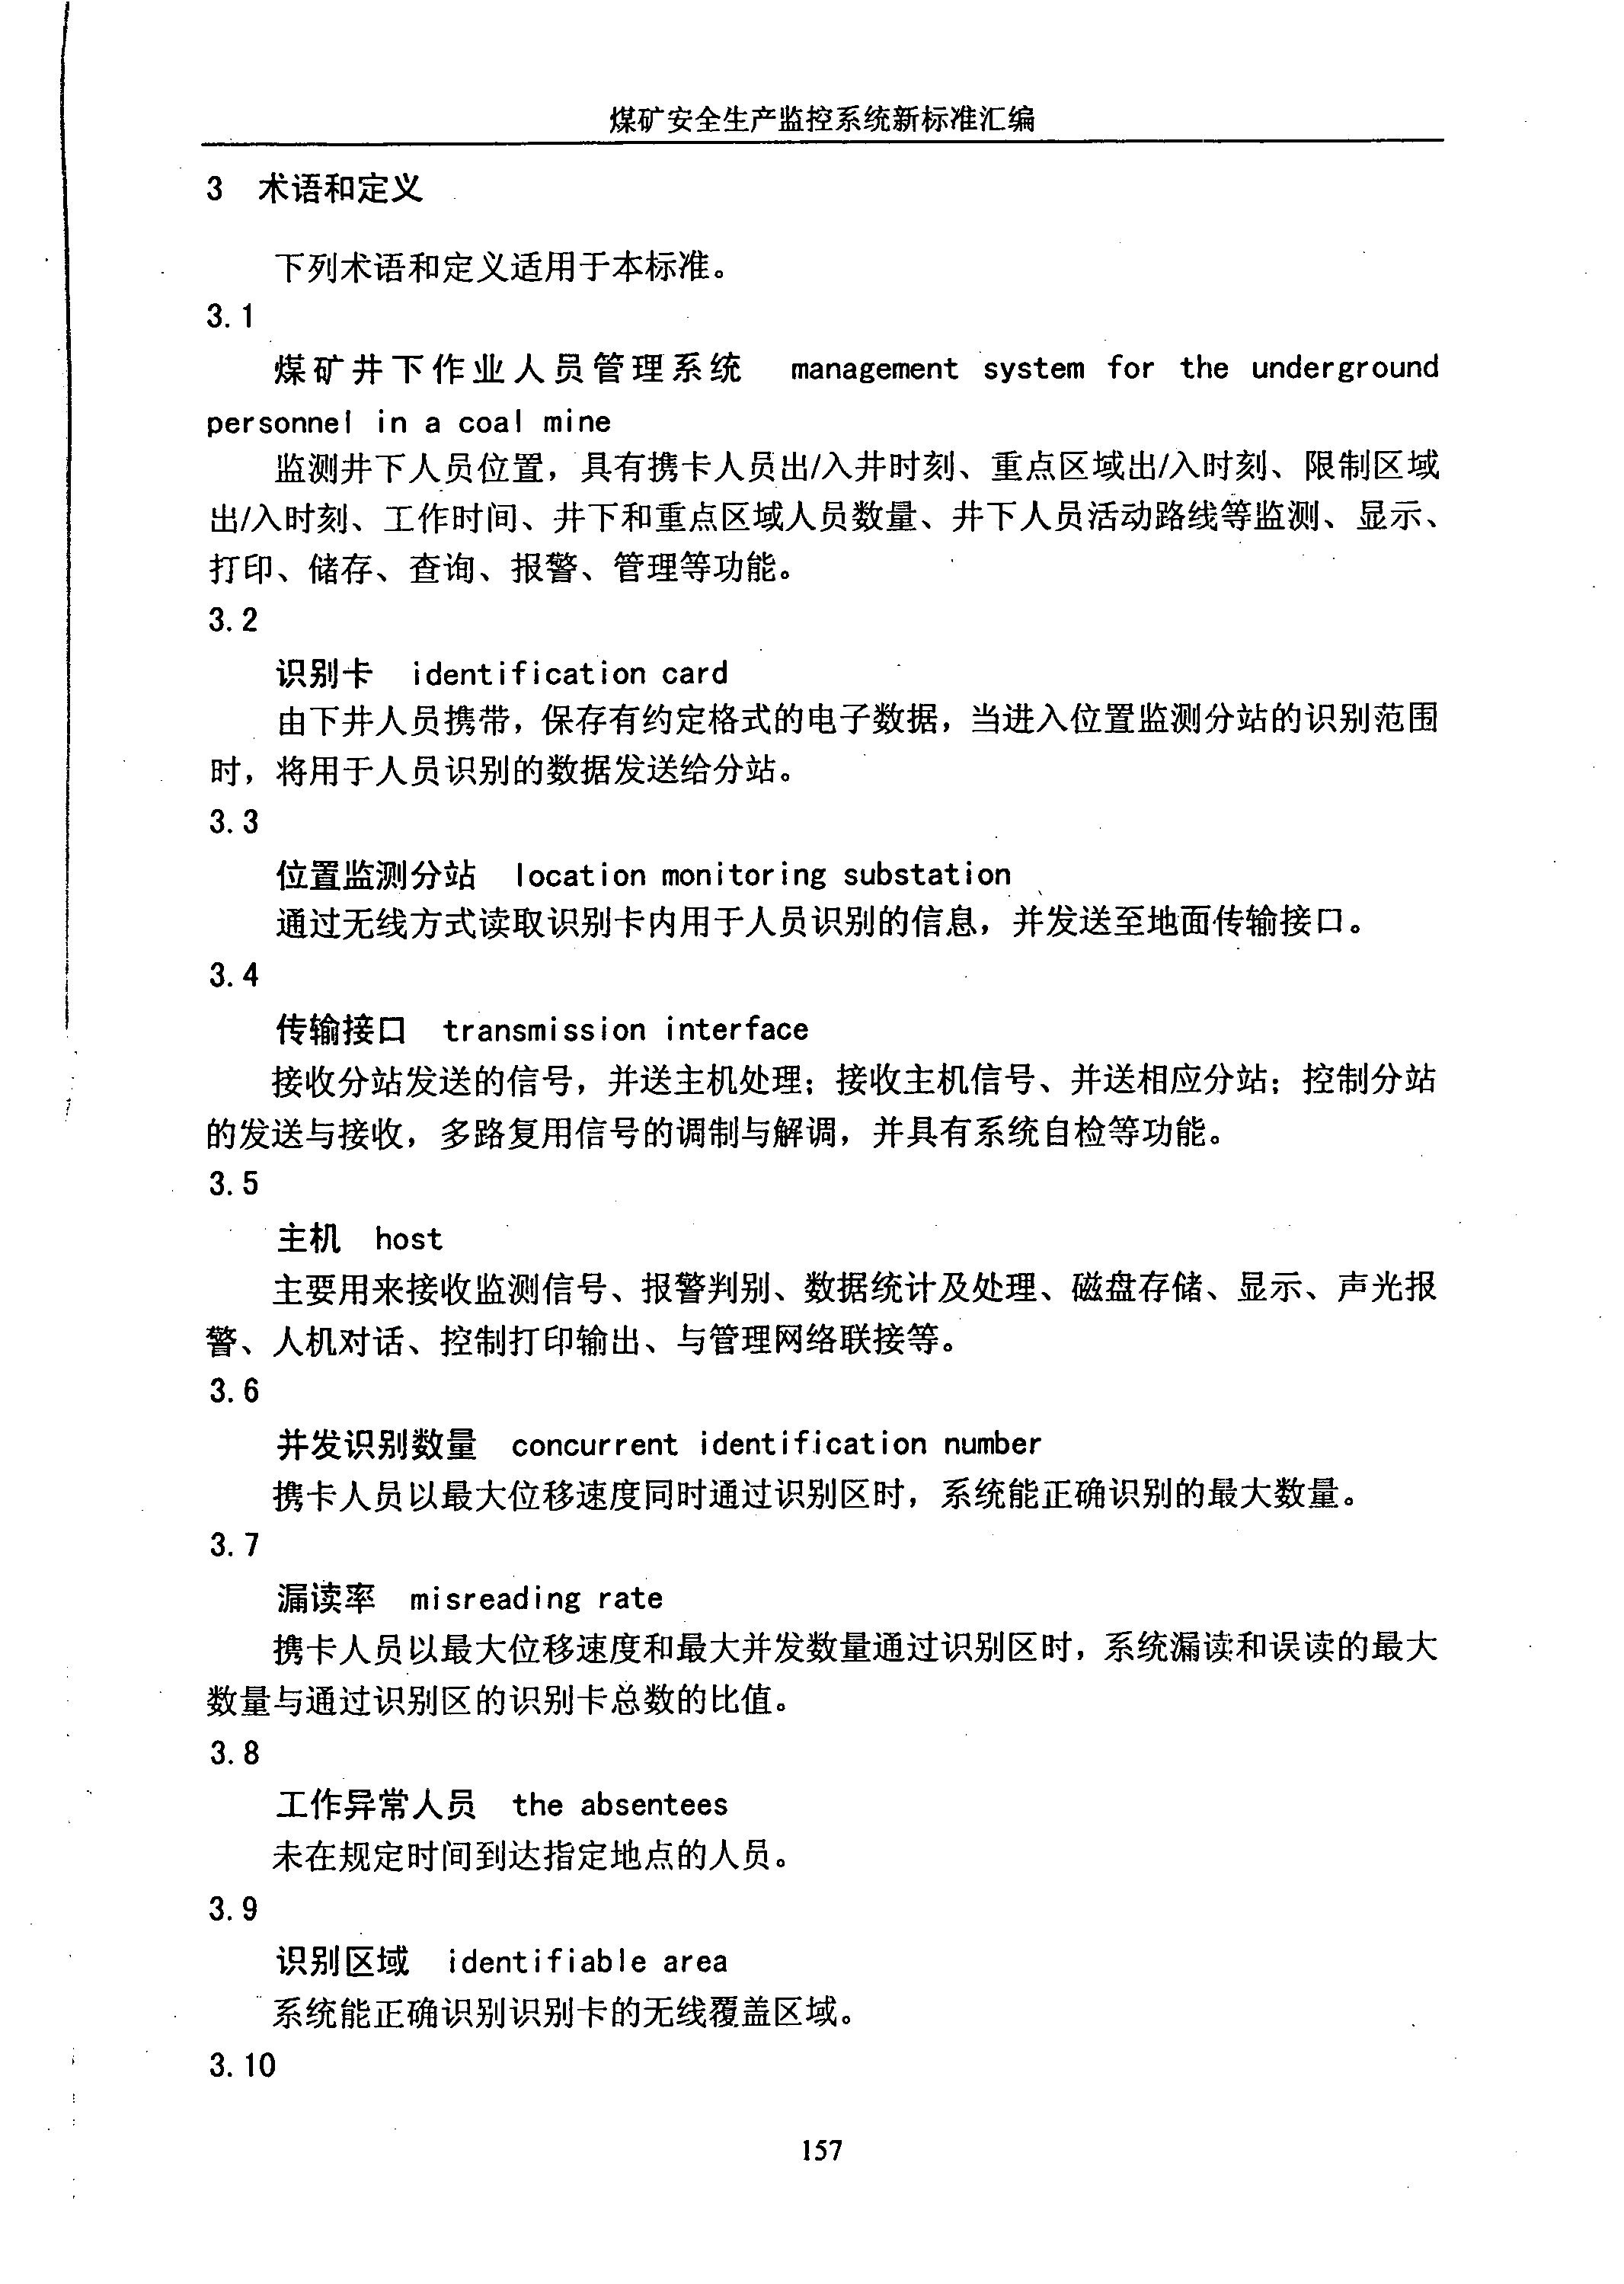 煤矿安全生产监控系统新标准汇编
3 术语和定义
下列术语和定义适用于本标准。
3.1
煤矿井下作业人员管理系统 management system for the underground
personnel in a coal mine
监测井下人员位置，具有携卡人员出/入井时刻、重点区域出/入时刻、限制区域
出/入时刻、工作时间、井下和重点区域人员数量、井下人员活动路线等监测、显示、
打印、储存、查询、报警、管理等功能。
3.2
识别卡 identification card
由下井人员携带，保存有约定格式的电子数据，当进入位置监测分站的识别范围
时，将用于人员识别的数据发送给分站。
3.3
位置监测分站 location monitoring substation
通过无线方式读取识别卡内用于人员识别的信息，并发送至地面传输接口。
3.4
传输接口 transmission interface
接收分站发送的信号，并送主机处理；接收主机信号、并送相应分站；控制分站
的发送与接收，多路复用信号的调制与解调，并具有系统自检等功能。
3.5
主机 host
主要用来接收监测信号、报警判别、数据统计及处理、磁盘存储、显示、声光报
警、人机对话、控制打印输出、与管理网络联接等。
3.6
并发识别数量 concurrent identification number
携卡人员以最大位移速度同时通过识别区时，系统能正确识别的最大数量。
3.7
漏读率 misreading rate
携卡人员以最大位移速度和最大并发数量通过识别区时，系统漏读和误读的最大
数量与通过识别区的识别卡总数的比值。
3.8
工作异常人员 the absentees
未在规定时间到达指定地点的人员。
3.9
识别区域 identifiable area
系统能正确识别识别卡的无线覆盖区域。
3.10
157